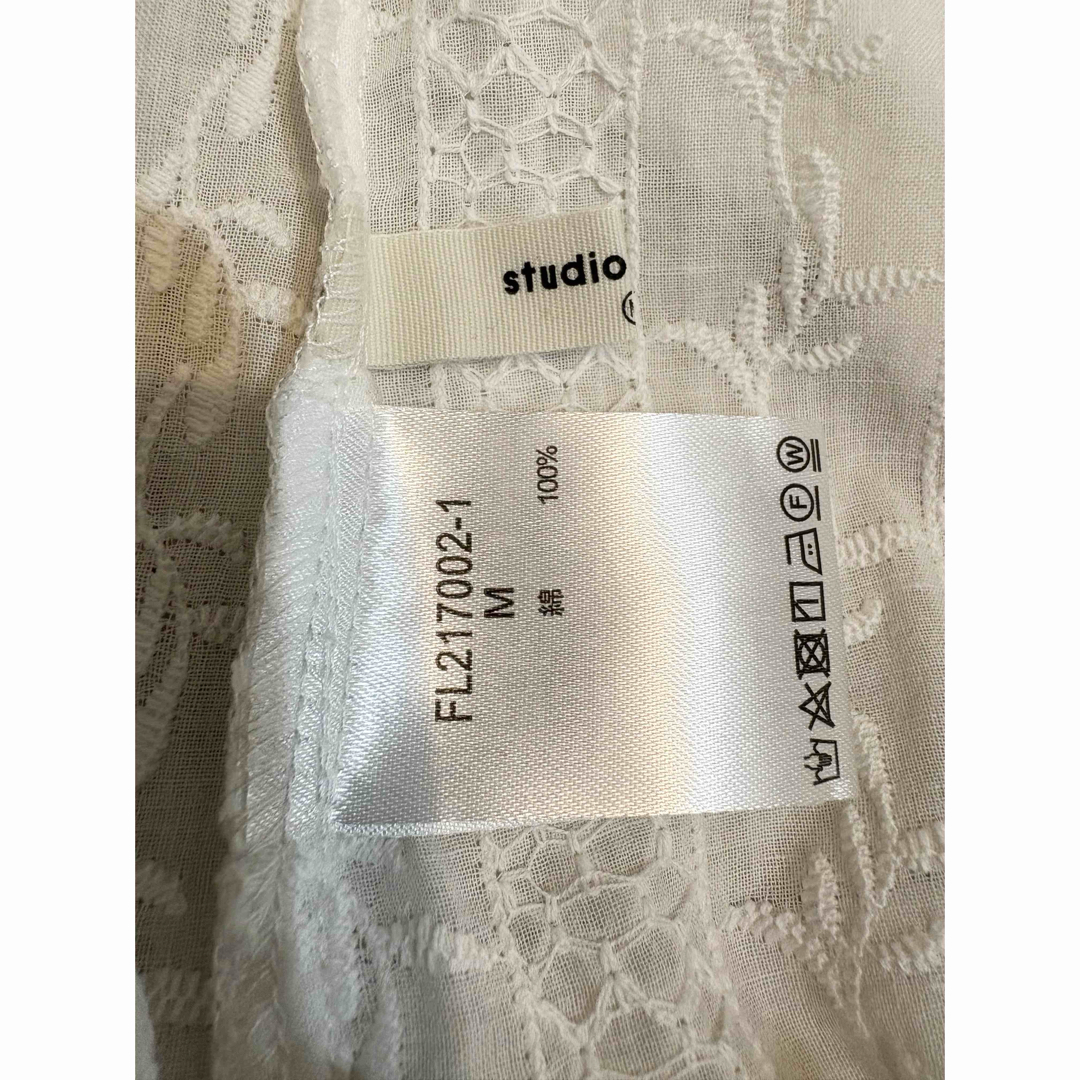 studio
FL217002-1
M
綿 100%
W
F